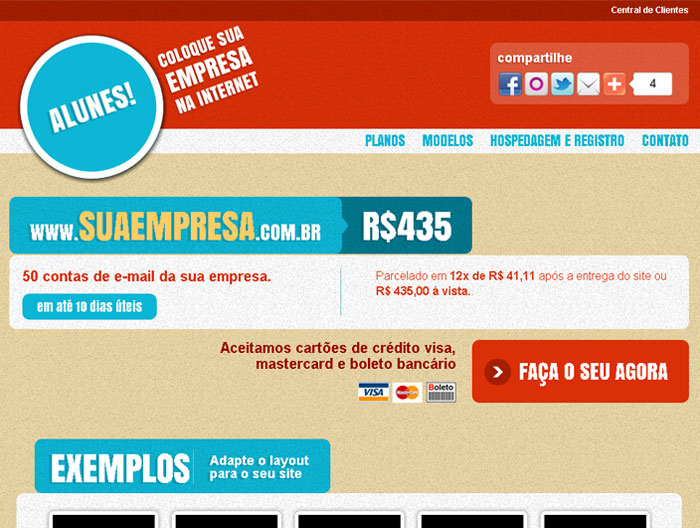 Central de Clientes
ALUNES!
COLOQUE SUA
EMPRESA
NA INTERNET
compartilhe
4
PLANOS MODELOS HOSPEDAGEM E REGISTRO CONTATO
WWW.SUAEMPRESA.COM.BR R$435
50 contas de e-mail da sua empresa.
em até 10 dias úteis
Parcelado em 12x de R$ 41,11 após a entrega do site ou
R$ 435,00 à vista.
Aceitamos cartões de crédito visa,
mastercard e boleto bancário
VISA MasterCard Boleto
FAÇA O SEU AGORA
EXEMPLOS
Adapte o layout
para o seu site